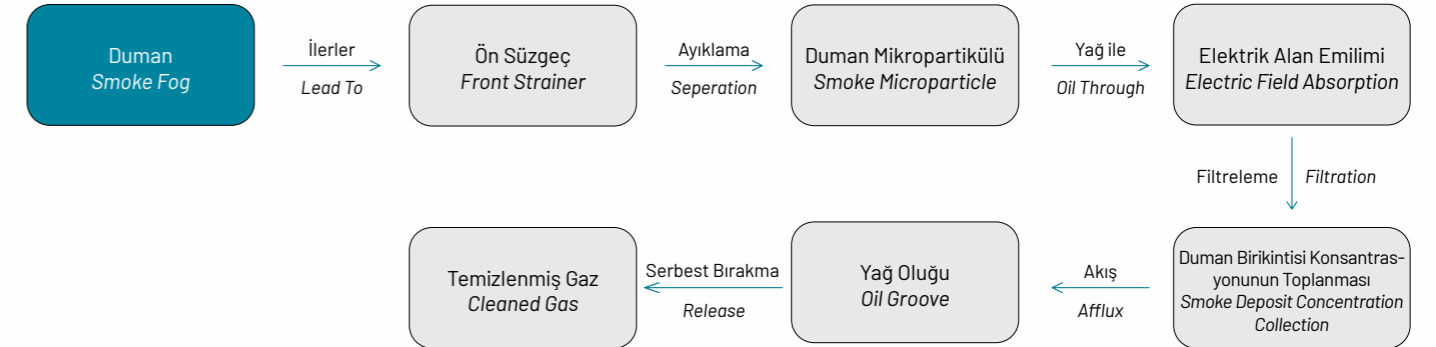 Duman
Smoke Fog
İlerler
Lead To
Ön Süzgeç
Front Strainer
Ayıklama
Seperation
Duman Mikropartikülü
Smoke Microparticle
Yağ ile
Oil Through
Elektrik Alan Emilimi
Electric Field Absorption
Filtreleme
Filtration
Duman Birikintisi Konsantras-
yonunun Toplanması
Smoke Deposit Concentration
Collection
Akış
Afflux
Yağ Oluğu
Oil Groove
Serbest Bırakma
Release
Temizlenmiş Gaz
Cleaned Gas